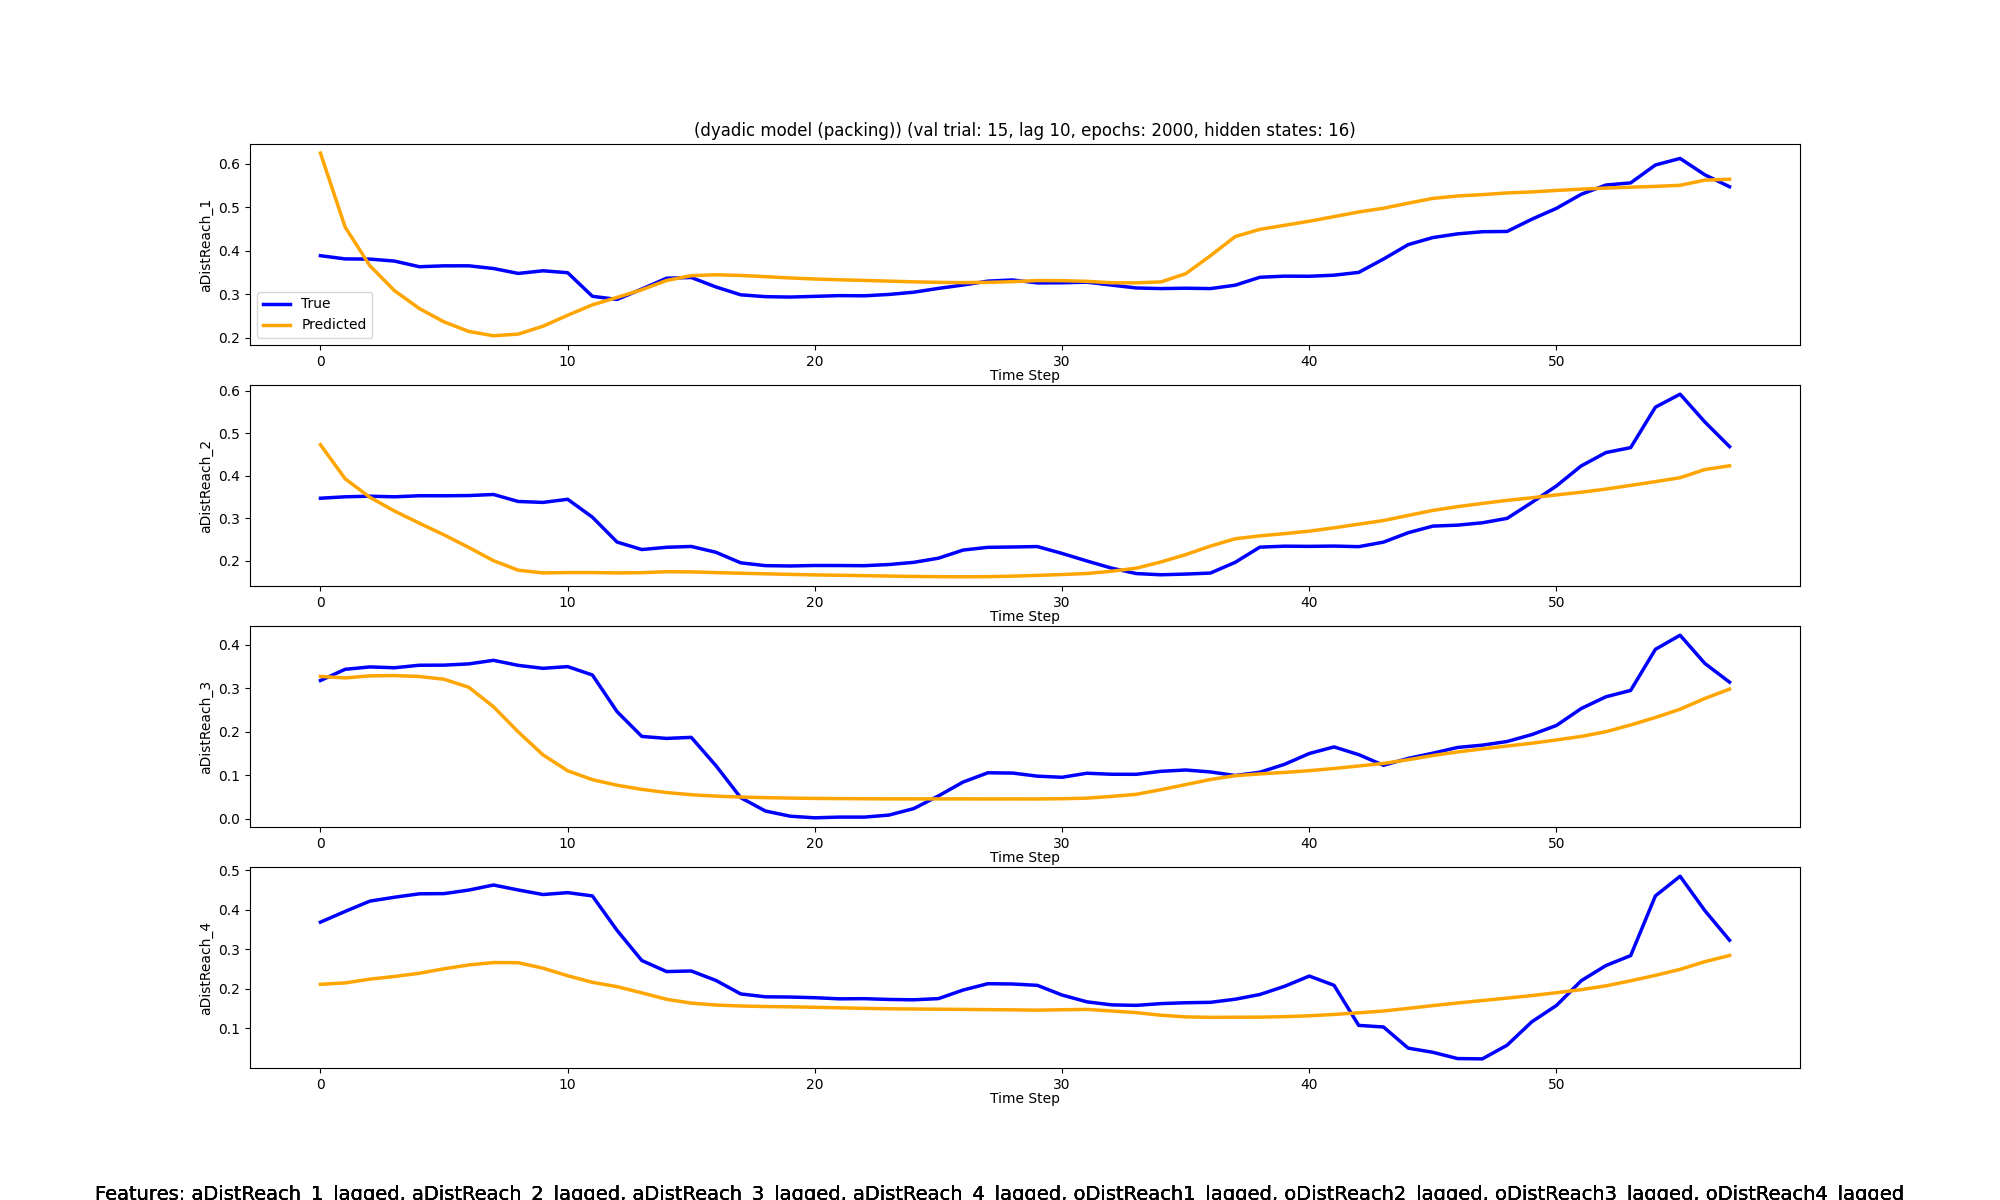 (dyadic model (packing)) (val trial: 15, lag 10, epochs: 2000, hidden states: 16)
aDistReach_1
0.6
0.5
0.4
0.3
0.2
True
Predicted
0 10 20 30 40 50
Time Step
aDistReach_2
0.6
0.5
0.4
0.3
0.2
0 10 20 30 40 50
Time Step
aDistReach_3
0.4
0.3
0.2
0.1
0.0
0 10 20 30 40 50
Time Step
aDistReach_4
0.5
0.4
0.3
0.2
0.1
0 10 20 30 40 50
Time Step
Features: aDistReach_1_lagged, aDistReach_2_lagged, aDistReach_3_lagged, aDistReach_4_lagged, oDistReach1_lagged, oDistReach2_lagged, oDistReach3_lagged, oDistReach4_lagged